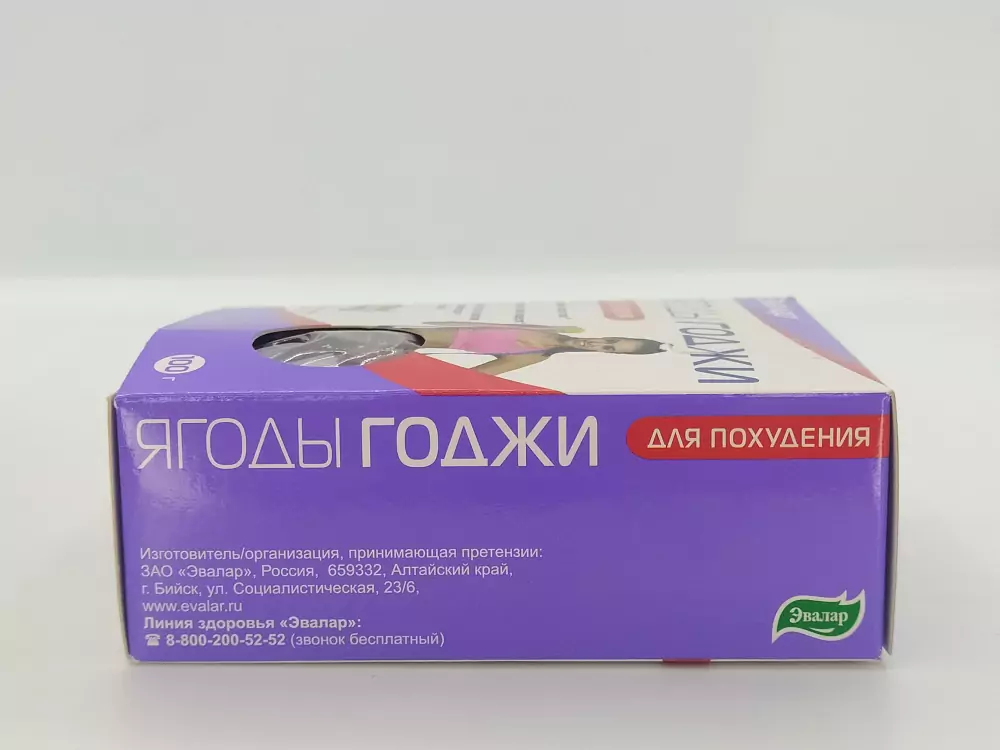 100 г
ГОДЖИ
ЯГОДЫ ГОДЖИ
ДЛЯ ПОХУДЕНИЯ
Изготовитель/организация, принимающая претензии:
ЗАО «Эвалар», Россия, 659332, Алтайский край,
г. Бийск, ул. Социалистическая, 23/6,
www.evalar.ru
Линия здоровья «Эвалар»:
☎ 8-800-200-52-52 (звонок бесплатный)
Эвалар